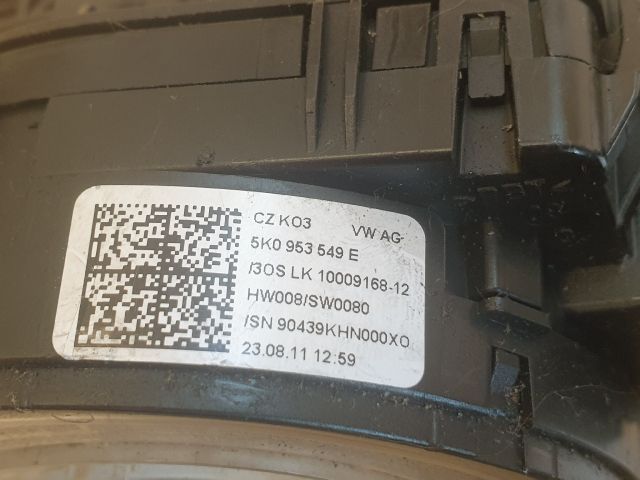 CZ KO3 VW AG
5K0 953 549 E
/3OS LK 10009168-12
HW008/SW0080
/SN 90439KHN000XO
23.08.11 12:59